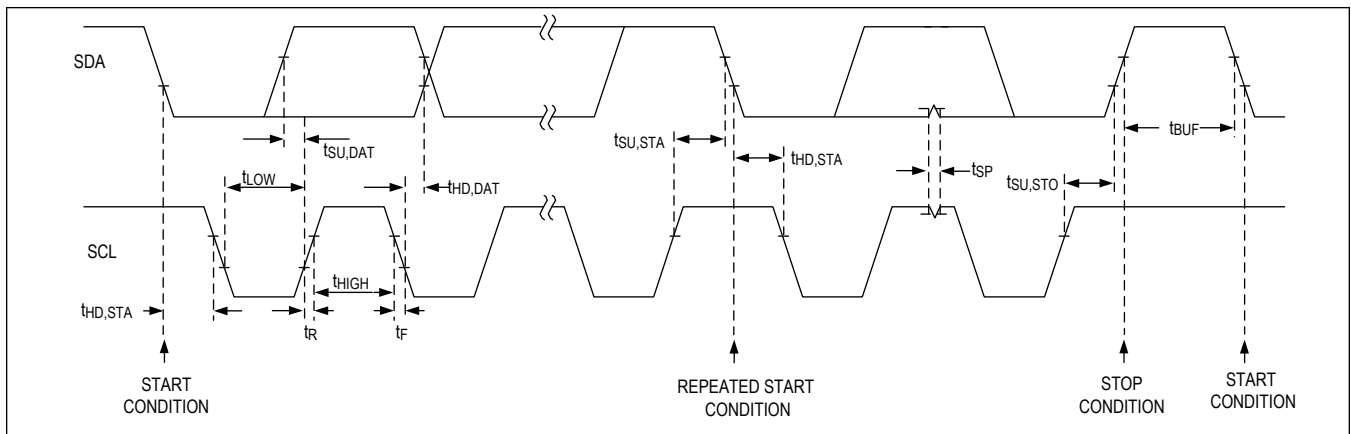 SDA
tSU,DAT
tLOW
tHD,DAT
tSU,STA
tHD,STA
tSP
tBUF
tSU,STO
SCL
tHIGH
tHD,STA
tR
tF
START
CONDITION
REPEATED START
CONDITION
STOP
CONDITION
START
CONDITION